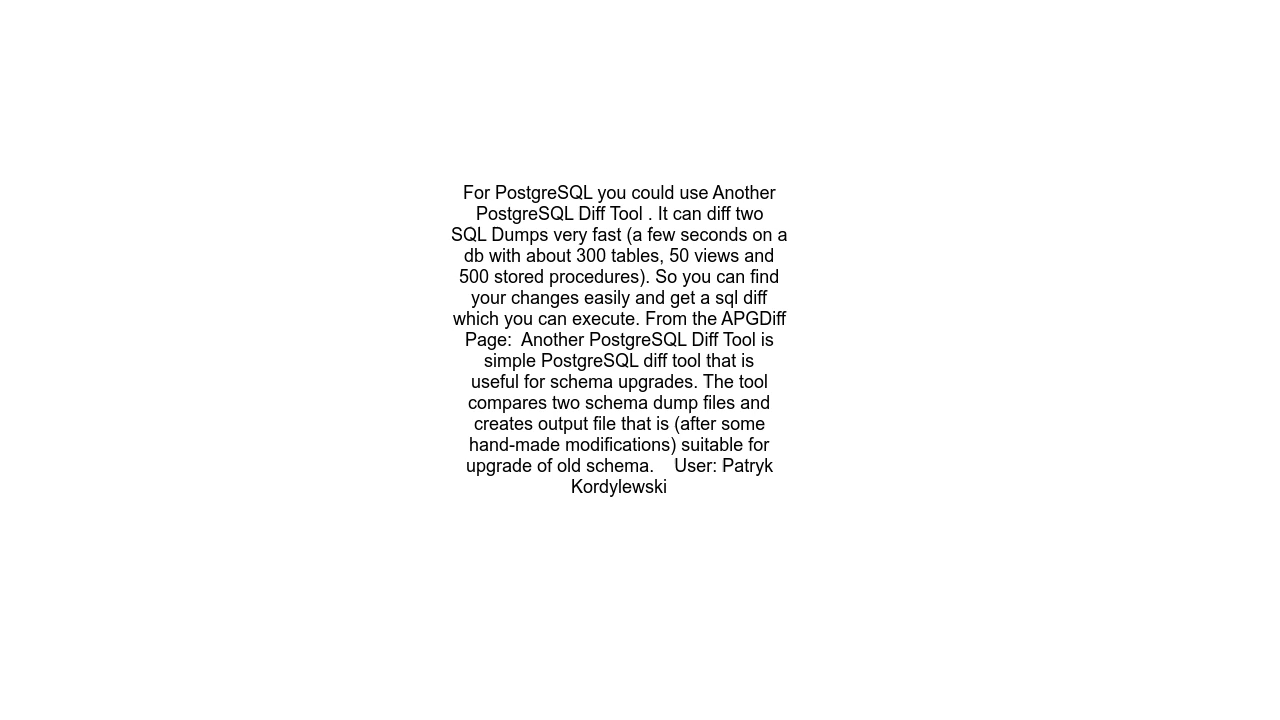 For PostgreSQL you could use Another
PostgreSQL Diff Tool . It can diff two
SQL Dumps very fast (a few seconds on a
db with about 300 tables, 50 views and
500 stored procedures). So you can find
your changes easily and get a sql diff
which you can execute. From the APGDiff
Page:  Another PostgreSQL Diff Tool is
simple PostgreSQL diff tool that is
useful for schema upgrades. The tool
compares two schema dump files and
creates output file that is (after some
hand-made modifications) suitable for
upgrade of old schema.    User: Patryk
Kordylewski